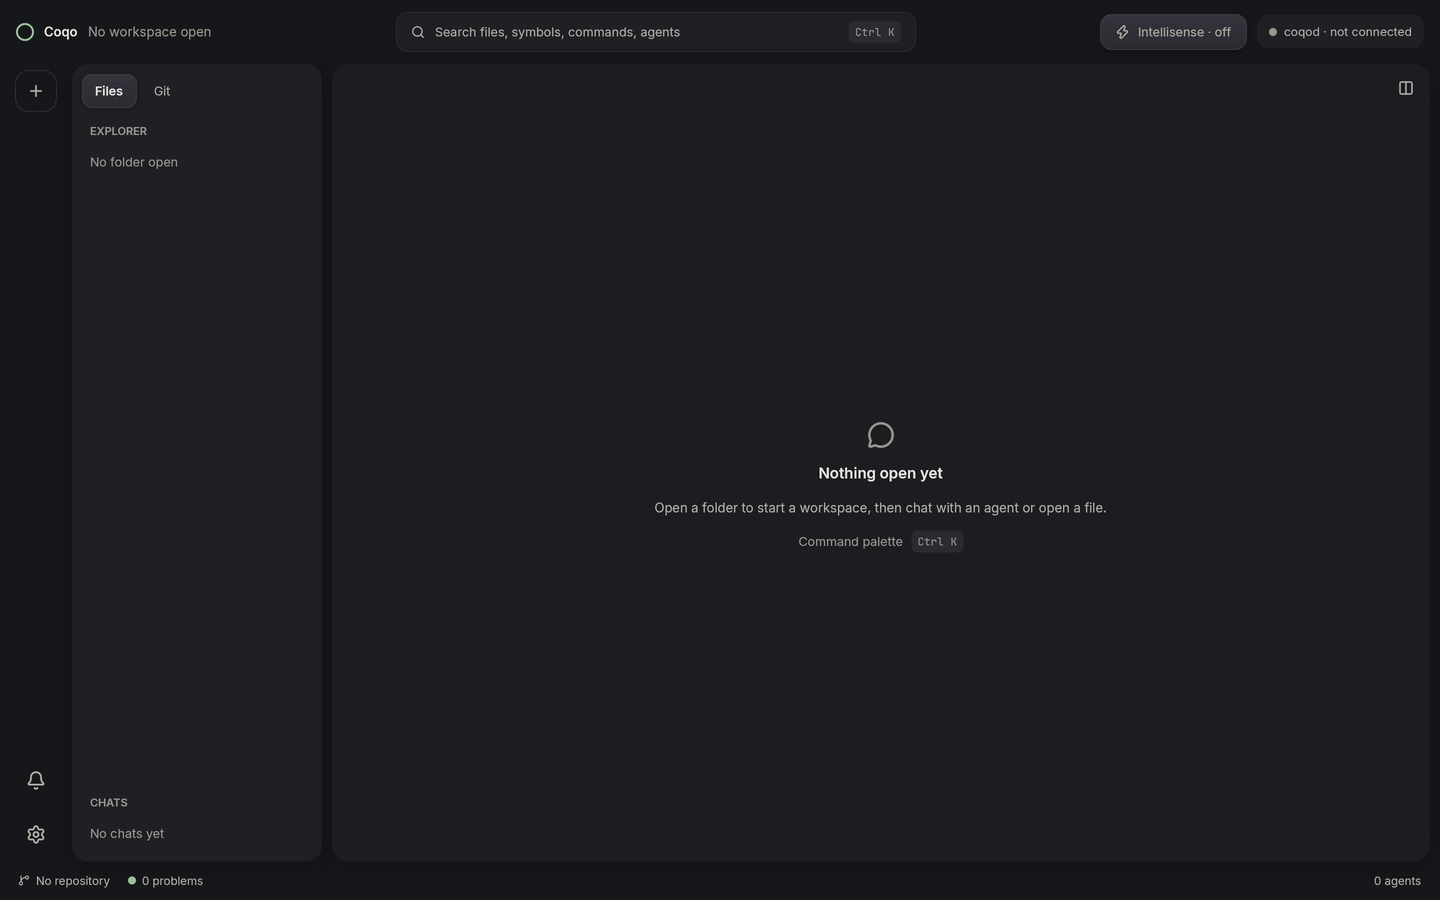 Coqo No workspace open
Search files, symbols, commands, agents Ctrl K
Intellisense · off
coqod · not connected
Files Git
EXPLORER
No folder open
Nothing open yet
Open a folder to start a workspace, then chat with an agent or open a file.
Command palette Ctrl K
CHATS
No chats yet
No repository 0 problems
0 agents